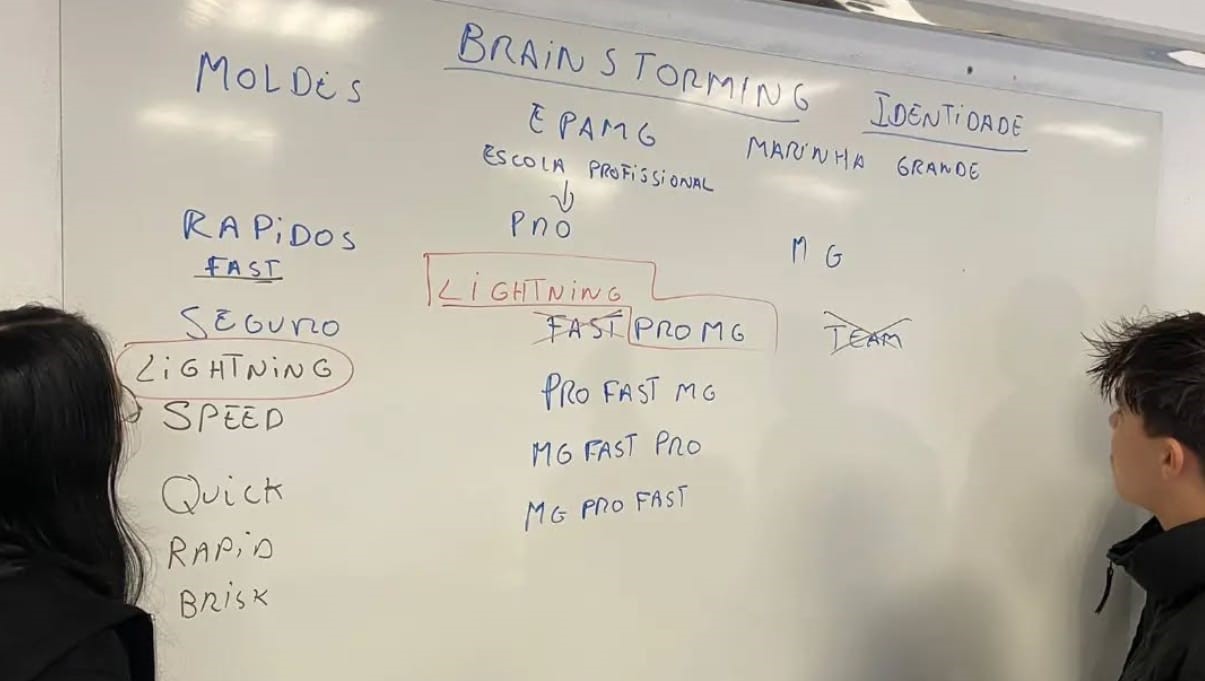 BRAINSTORMING
MOLDES
IDENTIDADE
EPAMG
MARINHA GRANDE
ESCOLA PROFISSIONAL
PRO
RAPIDOS
FAST
MG
LIGHTNING
SEGURO
FAST PROMG
TEAM
LIGHTNING
SPEED
PRO FAST MG
MG FAST PRO
QUICK
MG PRO FAST
RAPID
BRISK